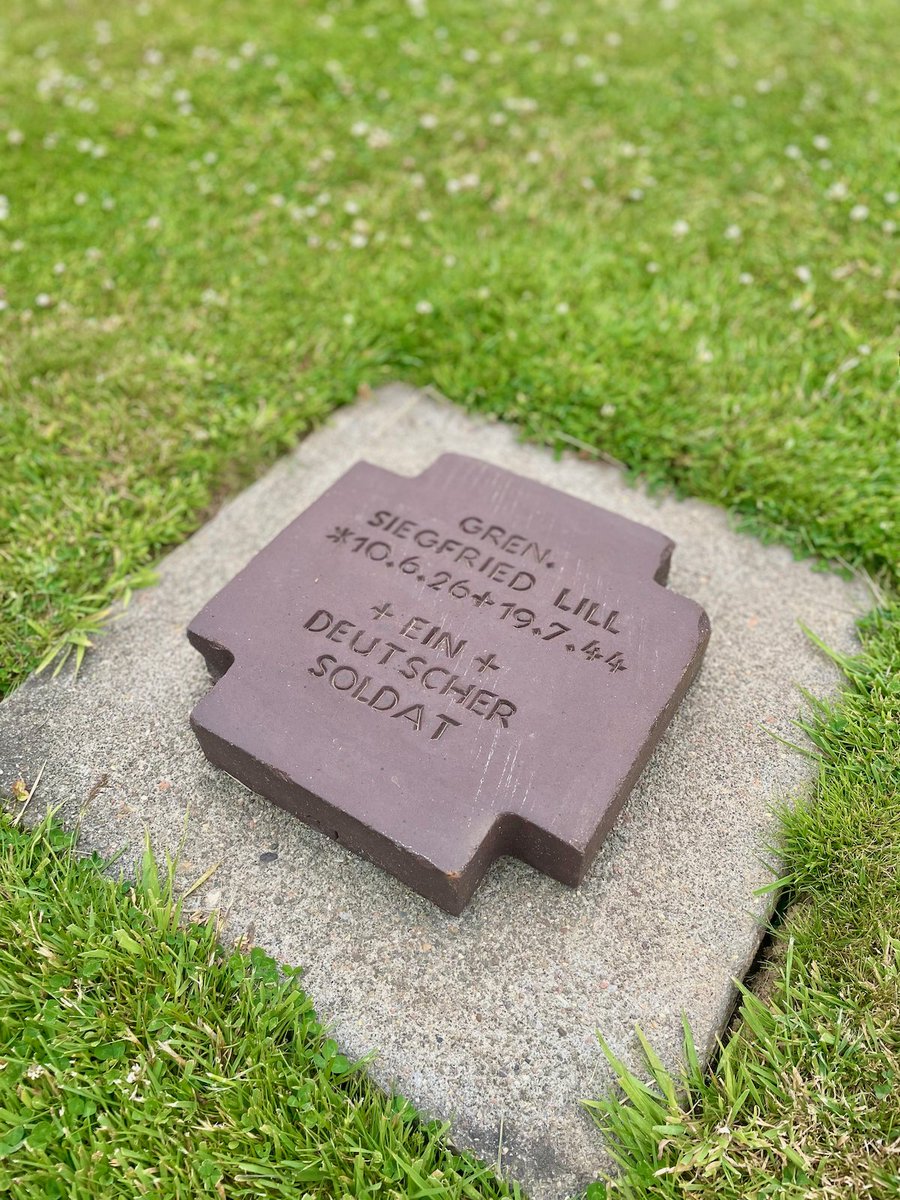 GREN.
SIEGFRIED LILL
*10.6.26+19.7.44
+ EIN +
DEUTSCHER
SOLDAT